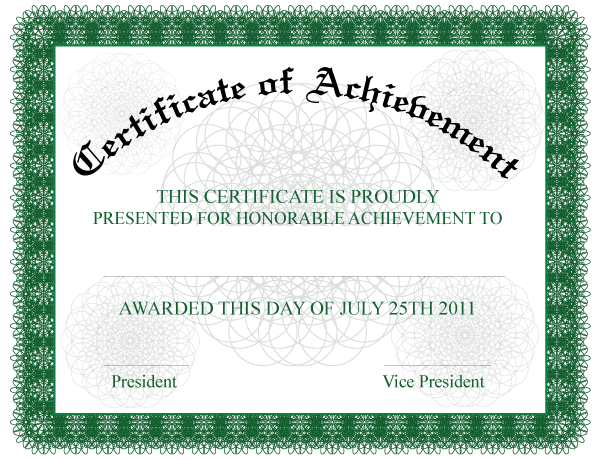 Certificate of Achievement
THIS CERTIFICATE IS PROUDLY
PRESENTED FOR HONORABLE ACHIEVEMENT TO
AWARDED THIS DAY OF JULY 25TH 2011
President
Vice President